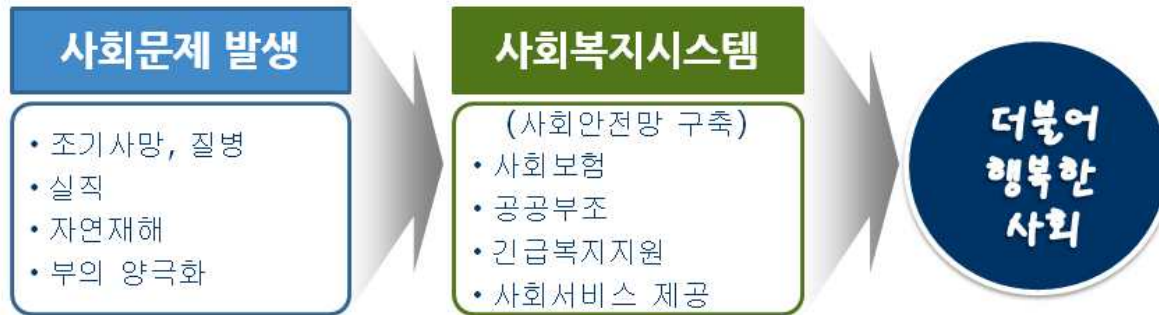 사회문제 발생
• 조기사망, 질병
• 실직
• 자연재해
• 부의 양극화
사회복지시스템
(사회안전망 구축)
• 사회보험
• 공공부조
• 긴급복지지원
• 사회서비스 제공
더불어
행복한
사회